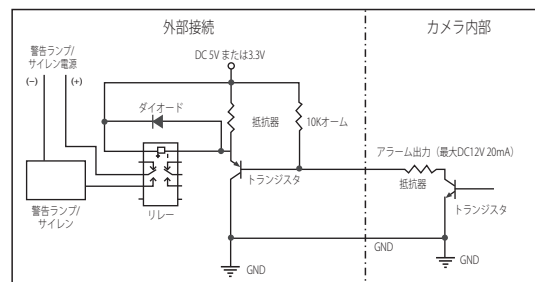 外部接続
カメラ内部
警告ランプ/
サイレン電源
(-)
(+)
DC 5V または3.3V
ダイオード
抵抗器
10Kオーム
アラーム出力（最大DC12V 20mA）
抵抗器
トランジスタ
トランジスタ
リレー
警告ランプ/
サイレン
GND
GND
GND